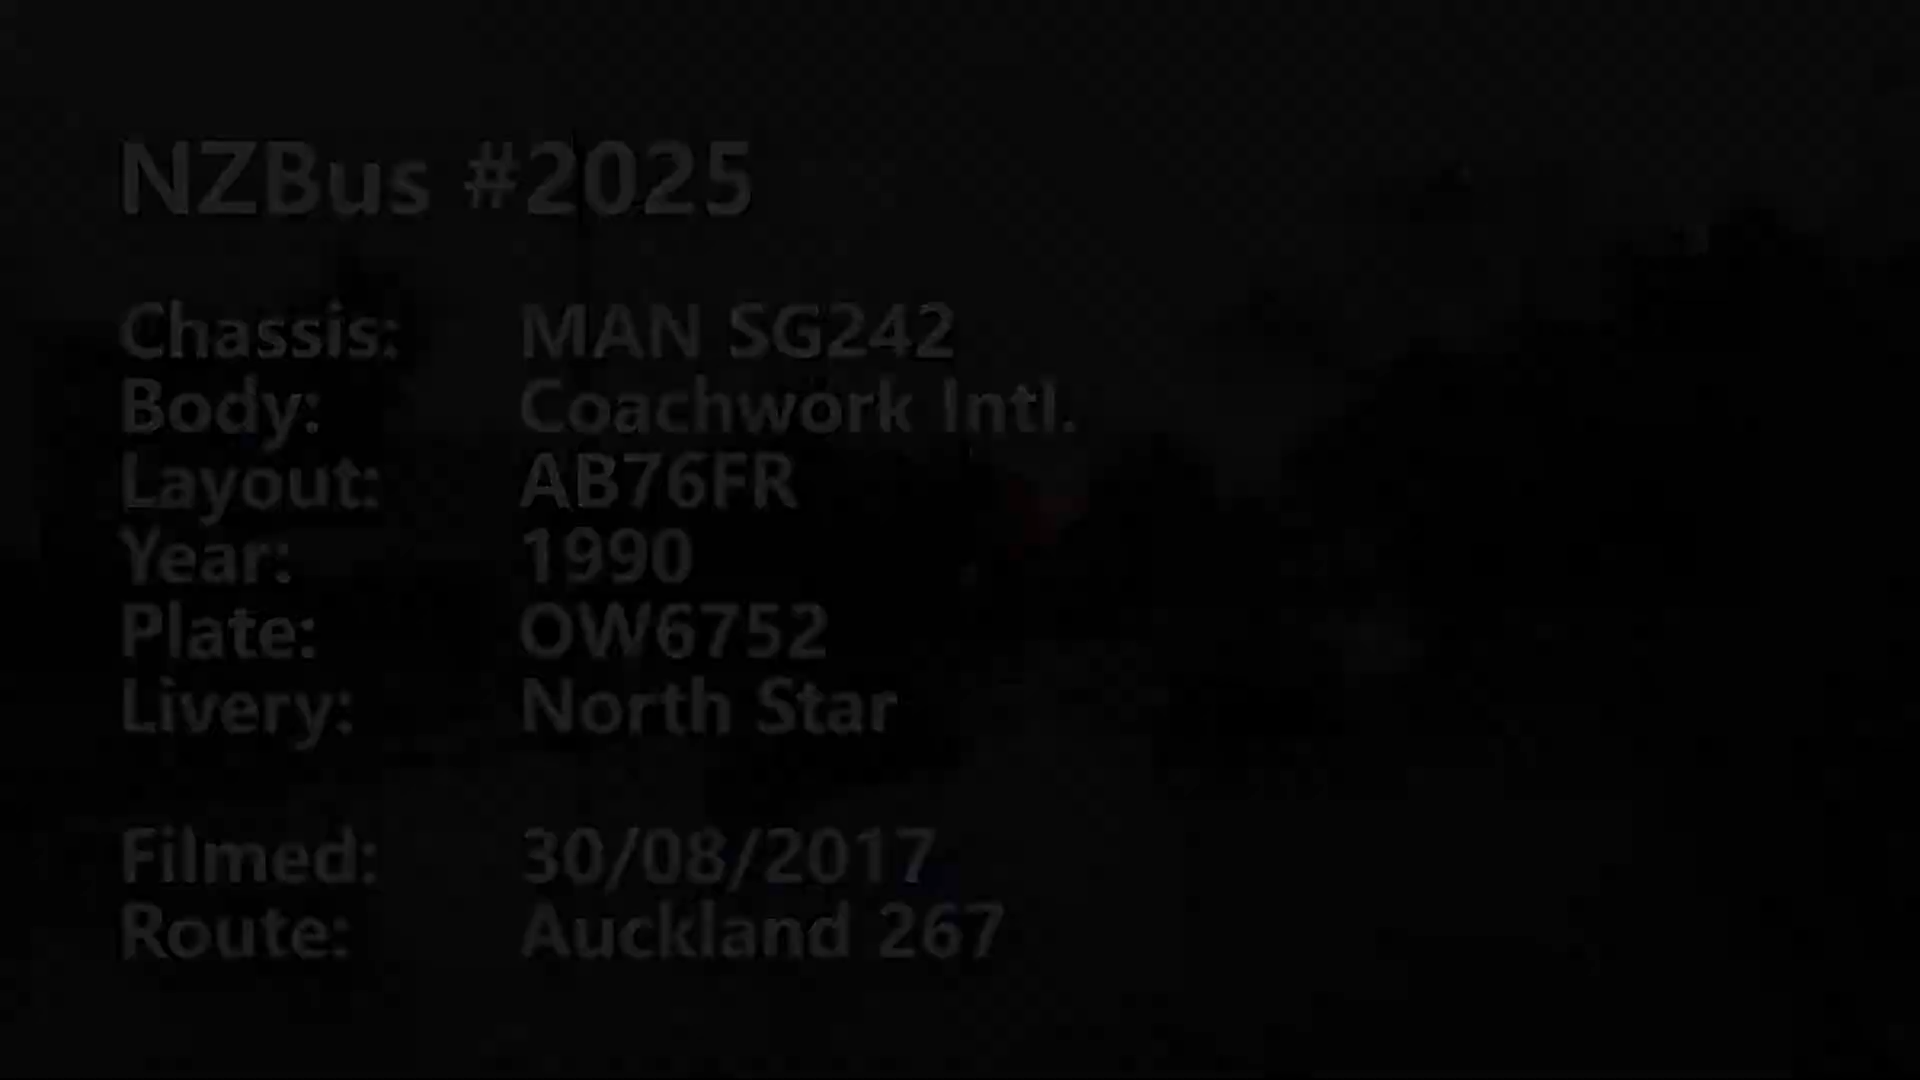 NZBus #2025
Chassis: MAN SG242
Body: Coachwork Intl.
Layout: AB76FR
Year: 1990
Plate: OW6752
Livery: North Star
Filmed: 30/08/2017
Route: Auckland 267